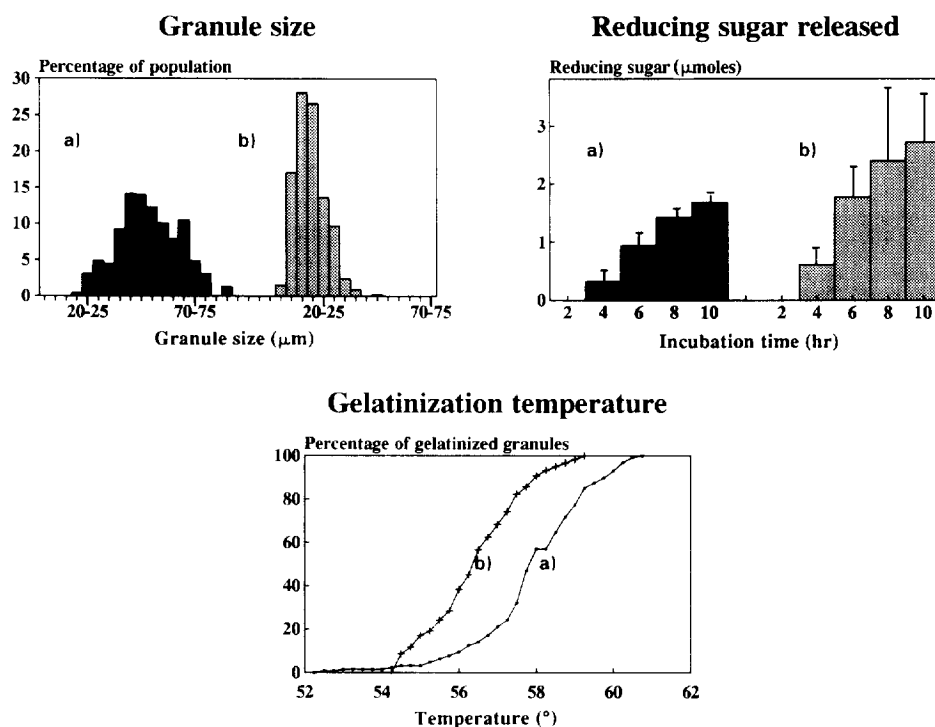 Granule size
Percentage of population
30
25
20
15
10
5
0
a)
b)
20-25 70-75 20-25 70-75
Granule size (μm)
Reducing sugar released
Reducing sugar (μmoles)
3
2
1
0
a)
b)
2 4 6 8 10 2 4 6 8 10
Incubation time (hr)
Gelatinization temperature
Percentage of gelatinized granules
100
80
60
40
20
0
b)
a)
52 54 56 58 60 62
Temperature (°)